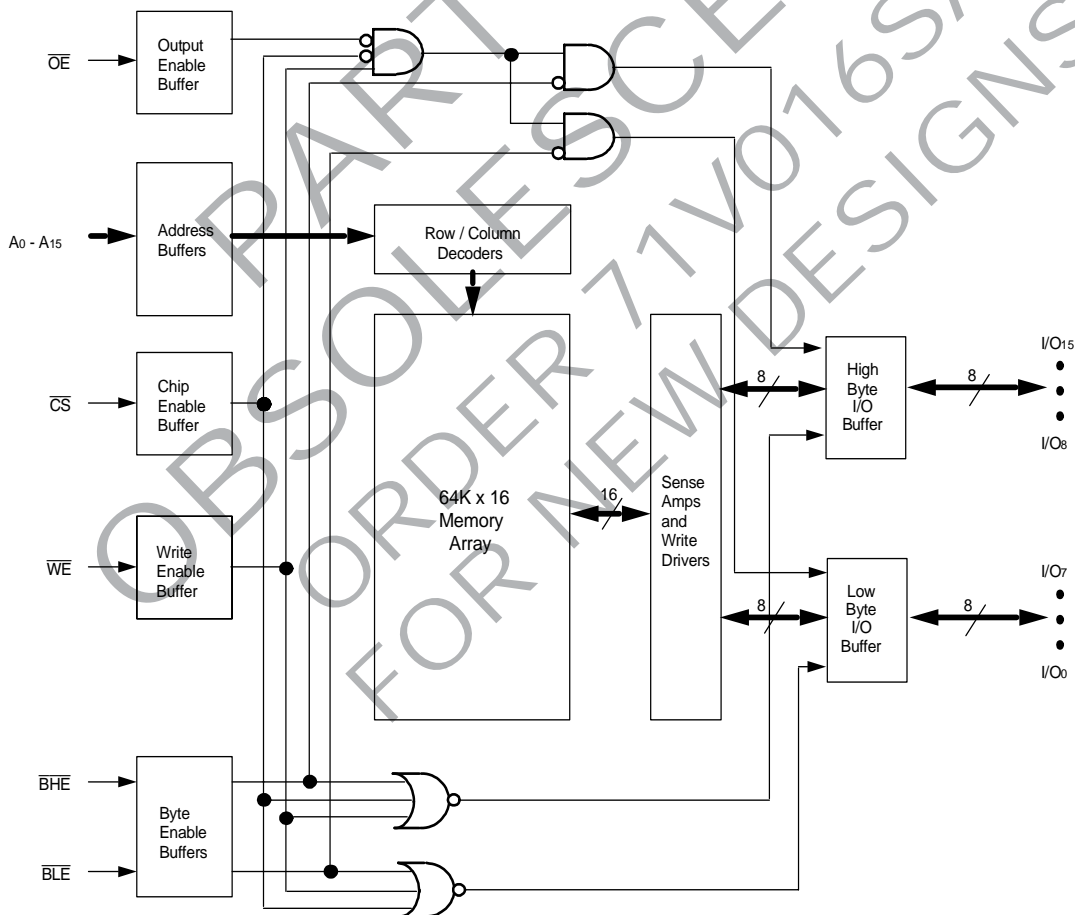 OE
Output
Enable
Buffer
A0 - A15
Address
Buffers
Row / Column
Decoders
CS
Chip
Enable
Buffer
WE
Write
Enable
Buffer
64K x 16
Memory
Array
16
Sense
Amps
and
Write
Drivers
8
High
Byte
I/O
Buffer
8
I/O15
I/O8
8
Low
Byte
I/O
Buffer
8
I/O7
I/O0
BHE
Byte
Enable
Buffers
BLE
PART
OBSOLESCE
ORDER 71V016SA
FOR NEW DESIGNS